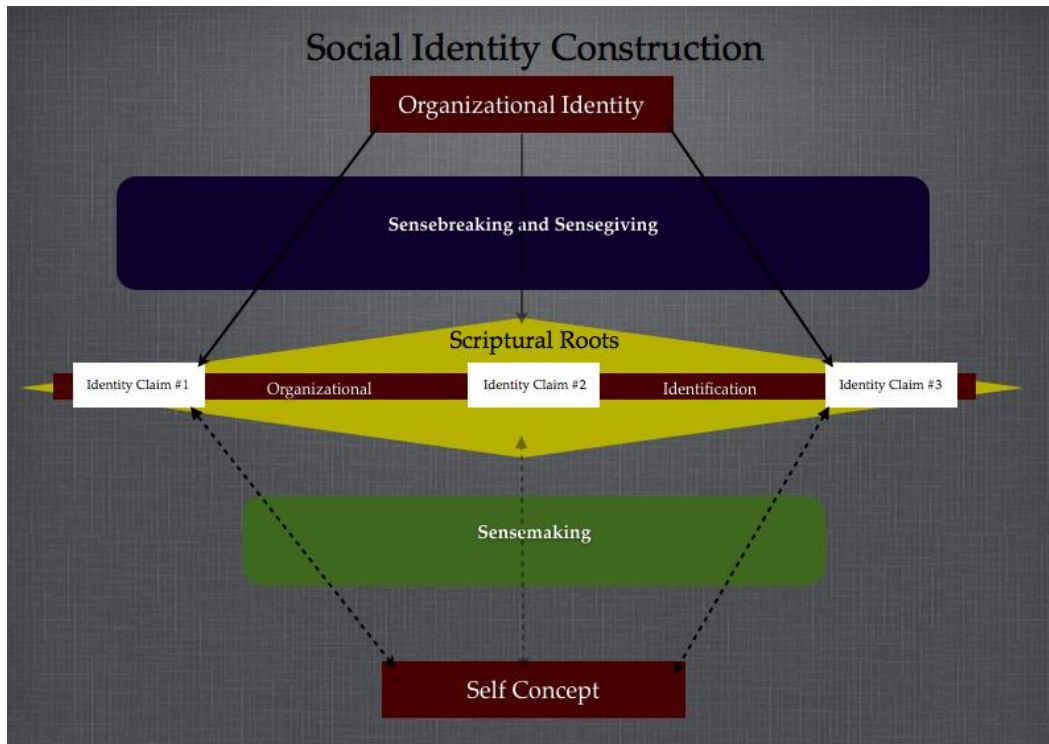 Social Identity Construction
Organizational Identity
Sensebreaking and Sensegiving
Scriptural Roots
Identity Claim #1
Organizational
Identity Claim #2
Identification
Identity Claim #3
Sensemaking
Self Concept